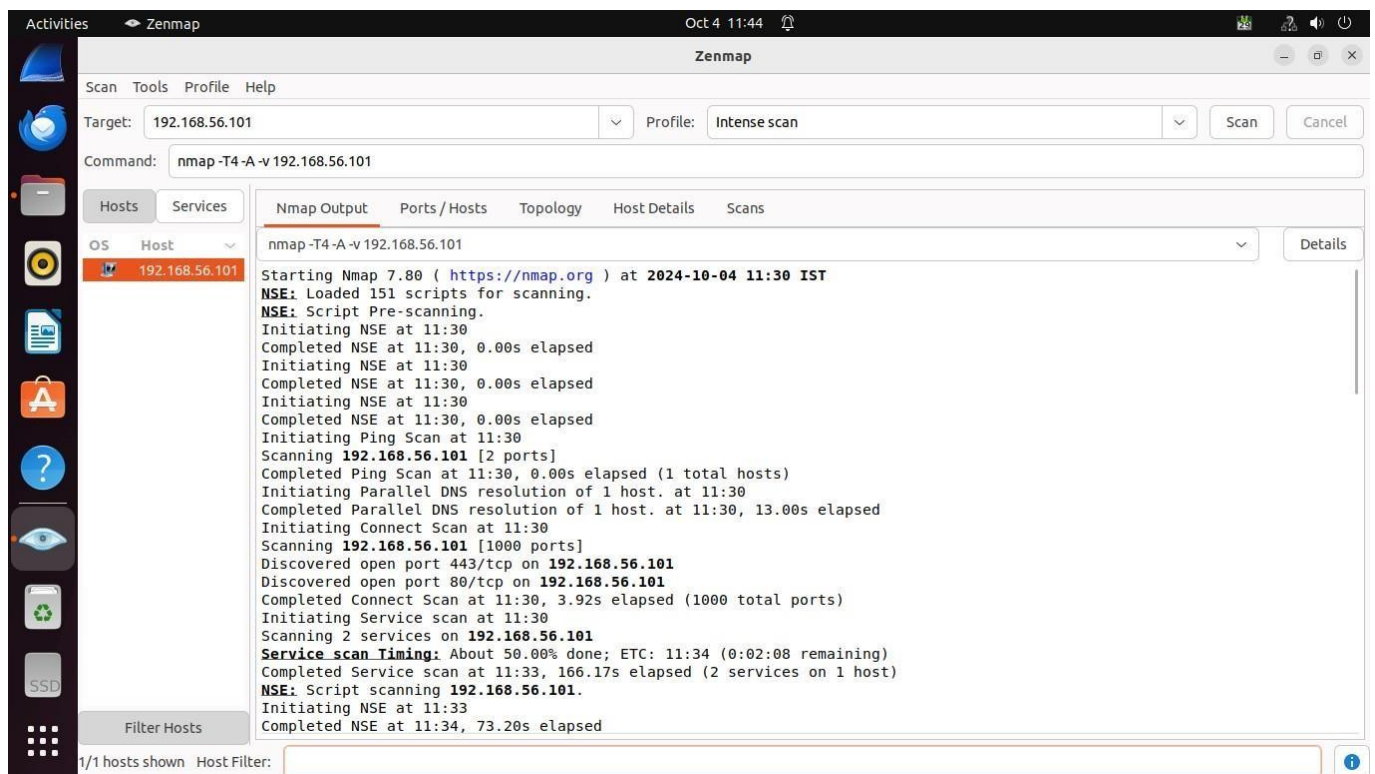 Activities Zenmap Oct 4 11:44
Zenmap
Scan Tools Profile Help
Target: 192.168.56.101 Profile: Intense scan Scan Cancel
Command: nmap -T4 -A -v 192.168.56.101
Hosts Services Nmap Output Ports / Hosts Topology Host Details Scans
OS Host nmap -T4 -A -v 192.168.56.101 Details
192.168.56.101
Starting Nmap 7.80 ( https://nmap.org ) at 2024-10-04 11:30 IST
NSE: Loaded 151 scripts for scanning.
NSE: Script Pre-scanning.
Initiating NSE at 11:30
Completed NSE at 11:30, 0.00s elapsed
Initiating NSE at 11:30
Completed NSE at 11:30, 0.00s elapsed
Initiating NSE at 11:30
Completed NSE at 11:30, 0.00s elapsed
Initiating Ping Scan at 11:30
Scanning 192.168.56.101 [2 ports]
Completed Ping Scan at 11:30, 0.00s elapsed (1 total hosts)
Initiating Parallel DNS resolution of 1 host. at 11:30
Completed Parallel DNS resolution of 1 host. at 11:30, 13.00s elapsed
Initiating Connect Scan at 11:30
Scanning 192.168.56.101 [1000 ports]
Discovered open port 443/tcp on 192.168.56.101
Discovered open port 80/tcp on 192.168.56.101
Completed Connect Scan at 11:30, 3.92s elapsed (1000 total ports)
Initiating Service scan at 11:30
Scanning 2 services on 192.168.56.101
Service scan Timing: About 50.00% done; ETC: 11:34 (0:02:08 remaining)
Completed Service scan at 11:33, 166.17s elapsed (2 services on 1 host)
NSE: Script scanning 192.168.56.101.
Initiating NSE at 11:33
Completed NSE at 11:34, 73.20s elapsed
SSD
Filter Hosts
1/1 hosts shown Host Filter: